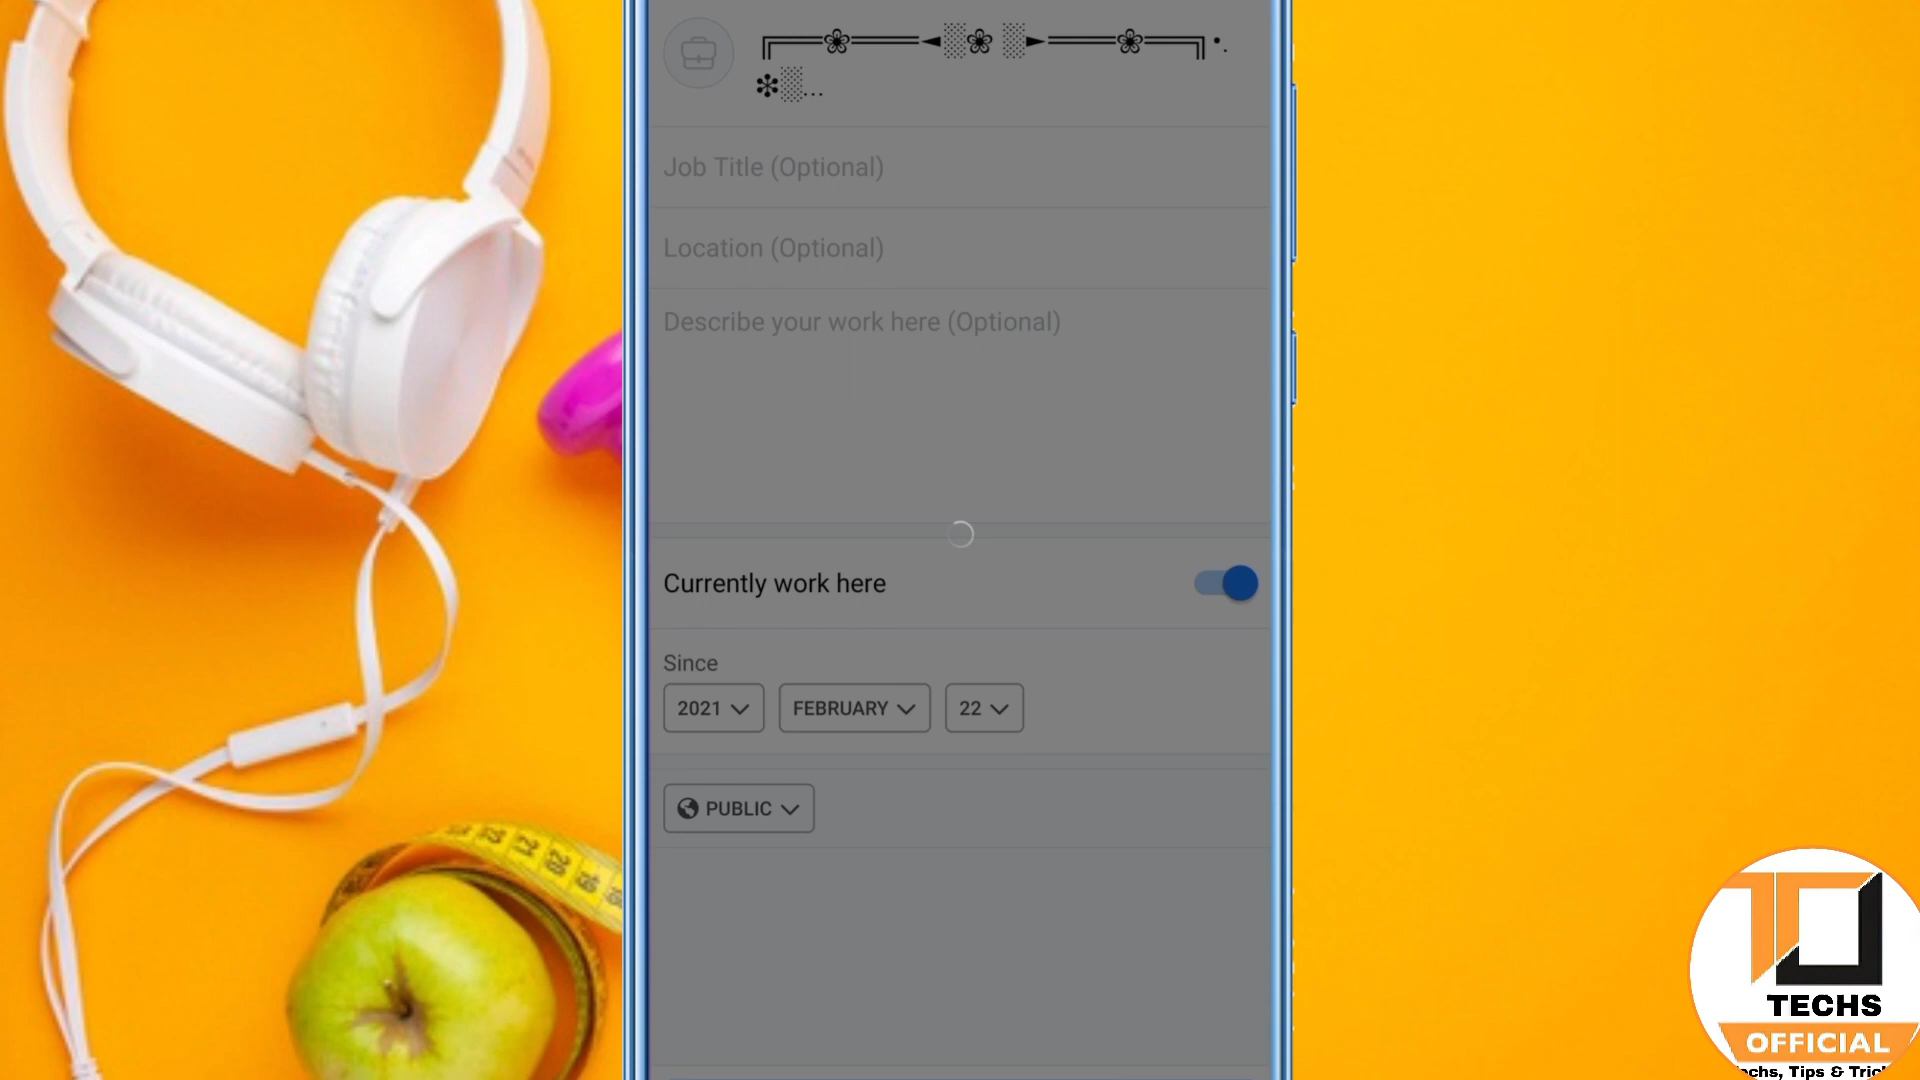 ╔══❀══◄░❀ ░►══❀══╗•.
❇░...
Job Title (Optional)
Location (Optional)
Describe your work here (Optional)
Currently work here
Since
2021 FEBRUARY 22
PUBLIC
TECHS
OFFICIAL
Tips &